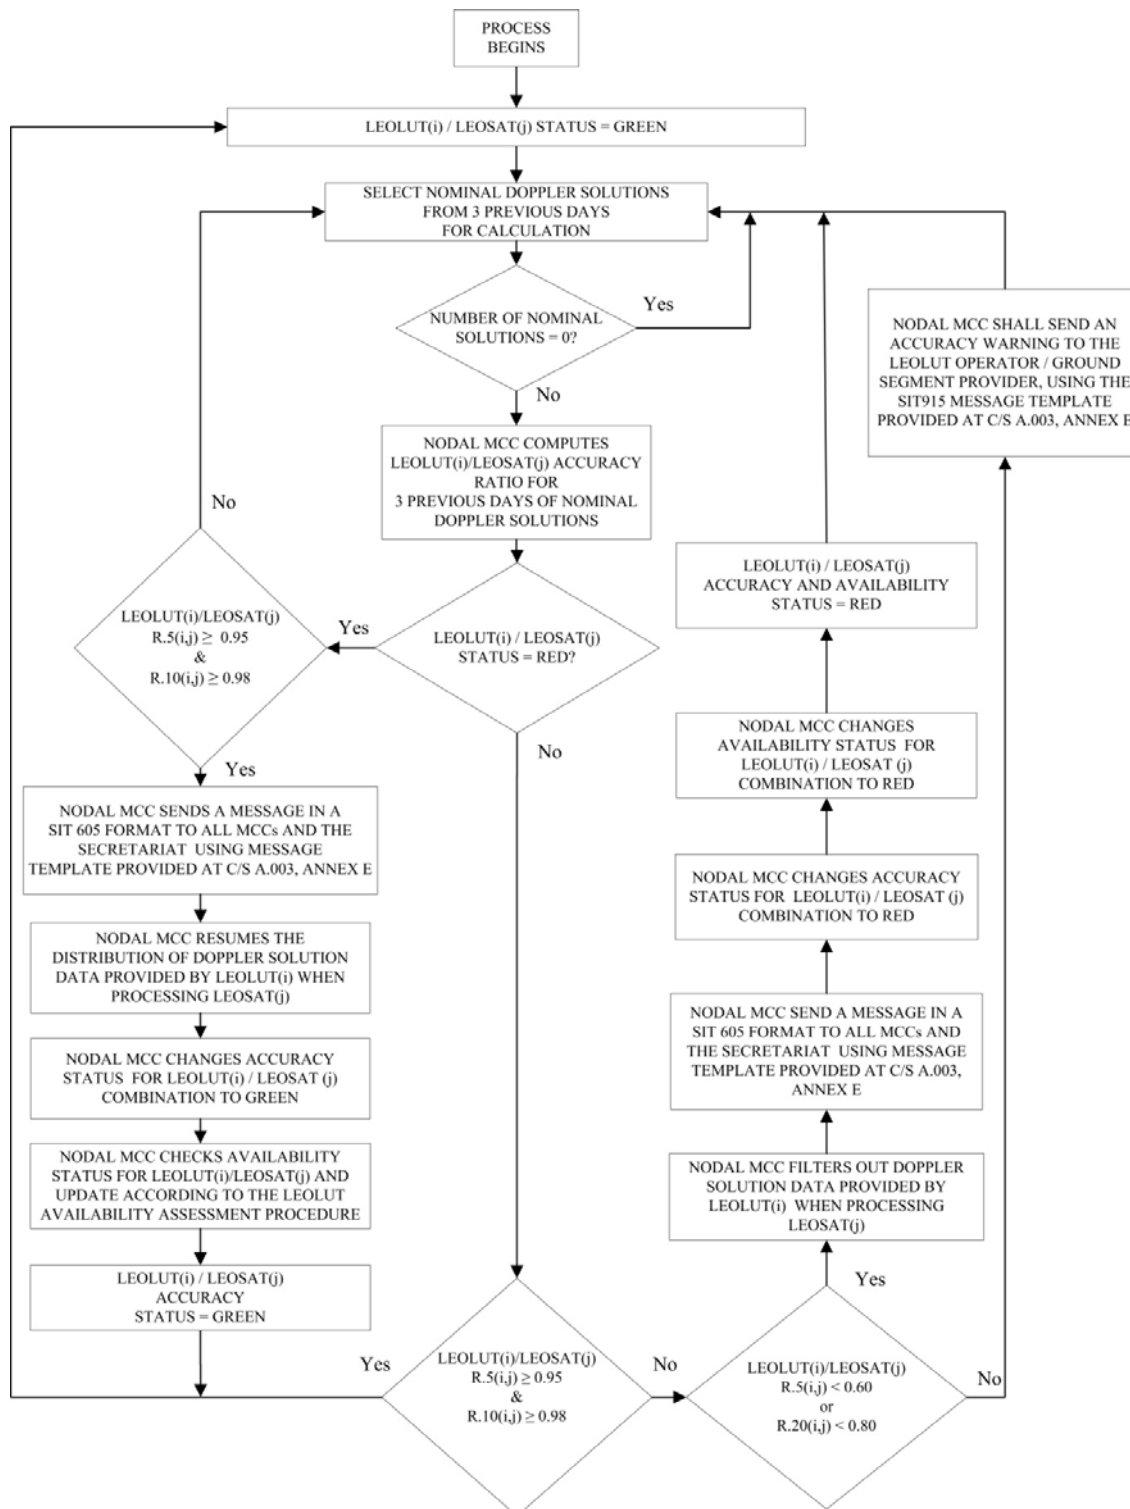 PROCESS
BEGINS
LEOLUT(i) / LEOSAT(j) STATUS = GREEN
SELECT NOMINAL DOPPLER SOLUTIONS
FROM 3 PREVIOUS DAYS
FOR CALCULATION
NUMBER OF NOMINAL
SOLUTIONS = 0?
Yes
No
NODAL MCC SHALL SEND AN
ACCURACY WARNING TO THE
LEOLUT OPERATOR / GROUND
SEGMENT PROVIDER, USING THE
SIT915 MESSAGE TEMPLATE
PROVIDED AT C/S A.003, ANNEX E
NODAL MCC COMPUTES
LEOLUT(i)/LEOSAT(j) ACCURACY
RATIO FOR
3 PREVIOUS DAYS OF NOMINAL
DOPPLER SOLUTIONS
No
LEOLUT(i)/LEOSAT(j)
R.5(i,j) ≥ 0.95
&
R.10(i,j) ≥ 0.98
Yes
LEOLUT(i) / LEOSAT(j)
STATUS = RED?
No
LEOLUT(i) / LEOSAT(j)
ACCURACY AND AVAILABILITY
STATUS = RED
NODAL MCC CHANGES
AVAILABILITY STATUS FOR
LEOLUT(i) / LEOSAT (j)
COMBINATION TO RED
NODAL MCC CHANGES ACCURACY
STATUS FOR LEOLUT(i) / LEOSAT (j)
COMBINATION TO RED
NODAL MCC SEND A MESSAGE IN A
SIT 605 FORMAT TO ALL MCCs AND
THE SECRETARIAT USING MESSAGE
TEMPLATE PROVIDED AT C/S A.003,
ANNEX E
NODAL MCC FILTERS OUT DOPPLER
SOLUTION DATA PROVIDED BY
LEOLUT(i) WHEN PROCESSING
LEOSAT(j)
Yes
NODAL MCC SENDS A MESSAGE IN A
SIT 605 FORMAT TO ALL MCCs AND THE
SECRETARIAT USING MESSAGE
TEMPLATE PROVIDED AT C/S A.003, ANNEX E
NODAL MCC RESUMES THE
DISTRIBUTION OF DOPPLER SOLUTION
DATA PROVIDED BY LEOLUT(i) WHEN
PROCESSING LEOSAT(j)
NODAL MCC CHANGES ACCURACY
STATUS FOR LEOLUT(i) / LEOSAT (j)
COMBINATION TO GREEN
NODAL MCC CHECKS AVAILABILITY
STATUS FOR LEOLUT(i)/LEOSAT(j) AND
UPDATE ACCORDING TO THE LEOLUT
AVAILABILITY ASSESSMENT PROCEDURE
LEOLUT(i) / LEOSAT(j)
ACCURACY
STATUS = GREEN
Yes
LEOLUT(i)/LEOSAT(j)
R.5(i,j) ≥ 0.95
&
R.10(i,j) ≥ 0.98
No
Yes
LEOLUT(i)/LEOSAT(j)
R.5(i,j) < 0.60
or
R.20(i,j) < 0.80
No